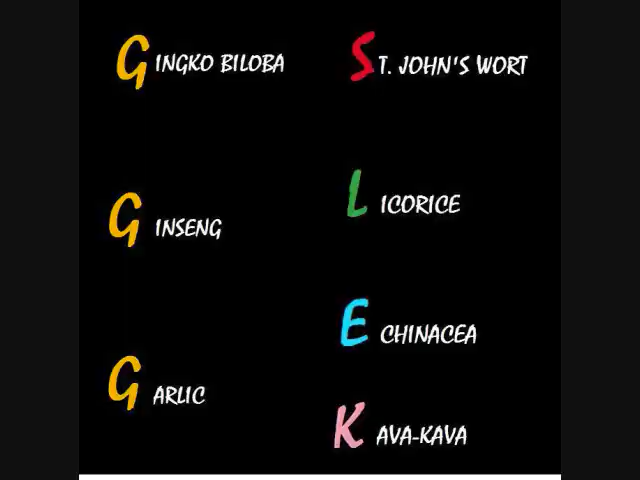 GINGKO BILOBA
GINSENG
GARLIC
ST. JOHN'S WORT
LICORICE
ECHINACEA
KAVA-KAVA